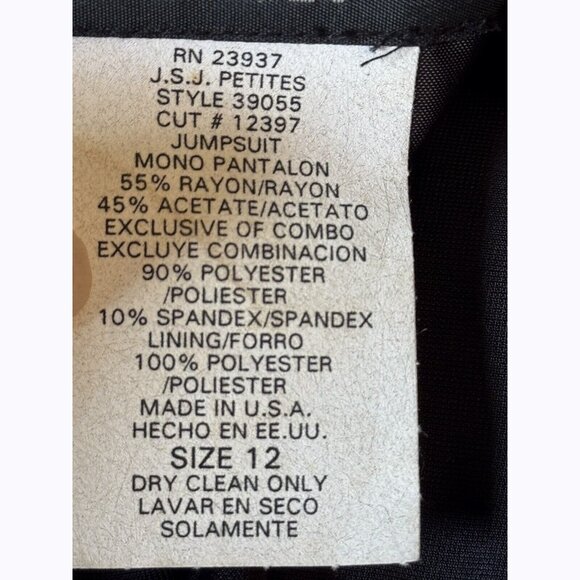 RN 23937
J.S.J. PETITES
STYLE 39055
CUT # 12397
JUMPSUIT
MONO PANTALON
55% RAYON/RAYON
45% ACETATE/ACETATO
EXCLUSIVE OF COMBO
EXCLUYE COMBINACION
90% POLYESTER
/POLIESTER
10% SPANDEX/SPANDEX
LINING/FORRO
100% POLYESTER
/POLIESTER
MADE IN U.S.A.
HECHO EN EE.UU.
SIZE 12
DRY CLEAN ONLY
LAVAR EN SECO
SOLAMENTE